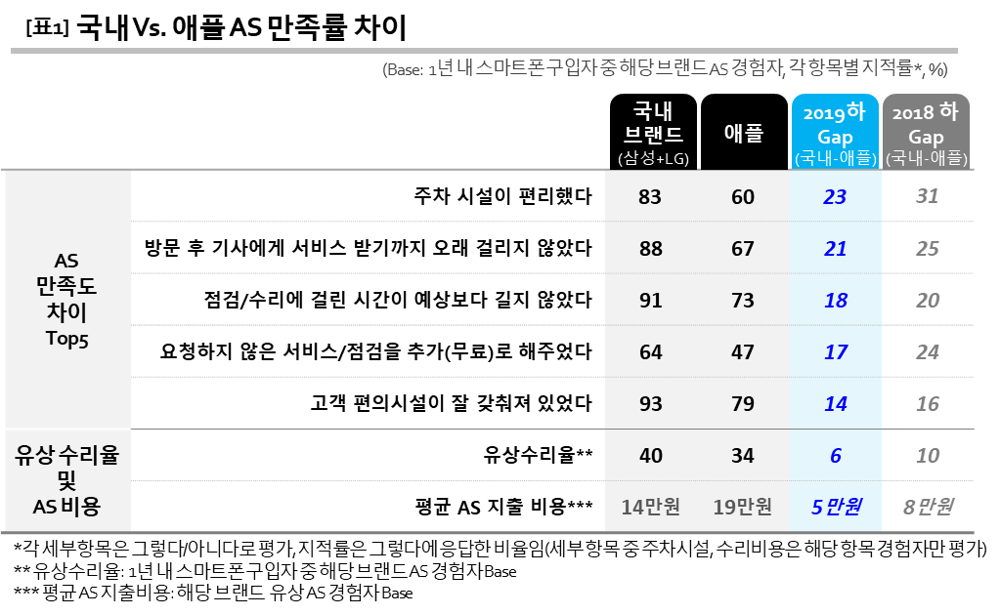 [표1] 국내 Vs. 애플 AS 만족률 차이
(Base: 1년 내 스마트폰 구입자 중 해당 브랜드 AS 경험자, 각 항목별 지적률*, %)
국내 브랜드 (삼성+LG) 애플 2019하 Gap (국내-애플) 2018 하 Gap (국내-애플)
AS 만족도 차이 Top5
주차 시설이 편리했다 83 60 23 31
방문 후 기사에게 서비스 받기까지 오래 걸리지 않았다 88 67 21 25
점검/수리에 걸린 시간이 예상보다 길지 않았다 91 73 18 20
요청하지 않은 서비스/점검을 추가(무료)로 해주었다 64 47 17 24
고객 편의시설이 잘 갖춰져 있었다 93 79 14 16
유상 수리율 및 AS 비용
유상수리율** 40 34 6 10
평균 AS 지출 비용*** 14만원 19만원 5만원 8만원
*각 세부항목은 그렇다/아니다로 평가, 지적률은 그렇다에 응답한 비율임(세부항목 중 주차시설, 수리비용은 해당 항목 경험자만 평가)
** 유상수리율: 1년 내 스마트폰 구입자 중 해당 브랜드 AS 경험자 Base
*** 평균 AS 지출비용: 해당 브랜드 유상 AS 경험자 Base